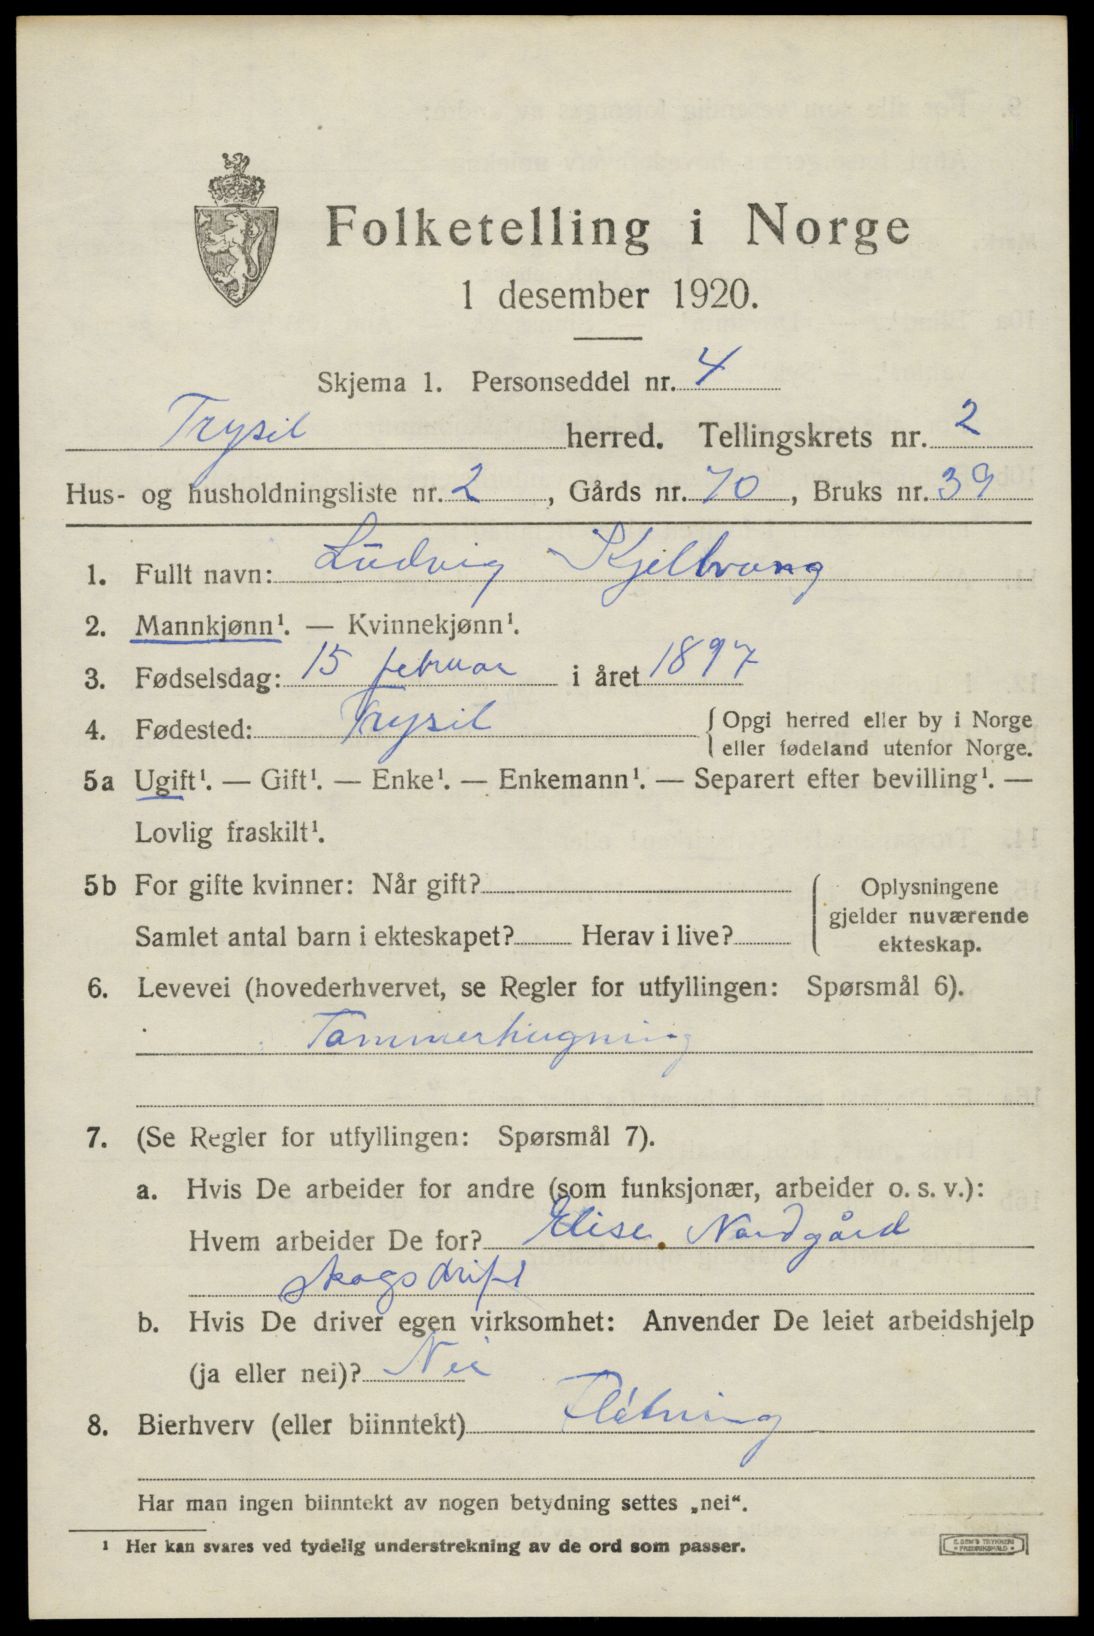 Folketelling i Norge
1 desember 1920.
Skjema 1. Personseddel nr. 4
Trysil herred. Tellingskrets nr. 2
Hus- og husholdningsliste nr. 2, Gårds nr. 70, Bruks nr. 39
1. Fullt navn: Ludvig Kjellvang
2. Mannkjønn¹. — Kvinnekjønn¹.
3. Fødselsdag: 15 februar i året 1897
4. Fødested: Trysil {Opgi herred eller by i Norge
eller fødeland utenfor Norge.
5a Ugift¹. — Gift¹. — Enke¹. — Enkemann¹. — Separert efter bevilling¹. —
Lovlig fraskilt¹.
5b For gifte kvinner: Når gift?
Samlet antal barn i ekteskapet? Herav i live?
{Oplysningene
gjelder nuværende
ekteskap.
6. Levevei (hovederhvervet, se Regler for utfyllingen: Spørsmål 6).
Tømmerhugning
7. (Se Regler for utfyllingen: Spørsmål 7).
a. Hvis De arbeider for andre (som funksjonær, arbeider o. s. v.):
Hvem arbeider De for? Elise Nordgård
skogsdrift
b. Hvis De driver egen virksomhet: Anvender De leiet arbeidshjelp
(ja eller nei)? Nei
8. Bierhverv (eller biinntekt) Fløtning
Har man ingen biinntekt av nogen betydning settes „nei“.
¹ Her kan svares ved tydelig understrekning av de ord som passer.